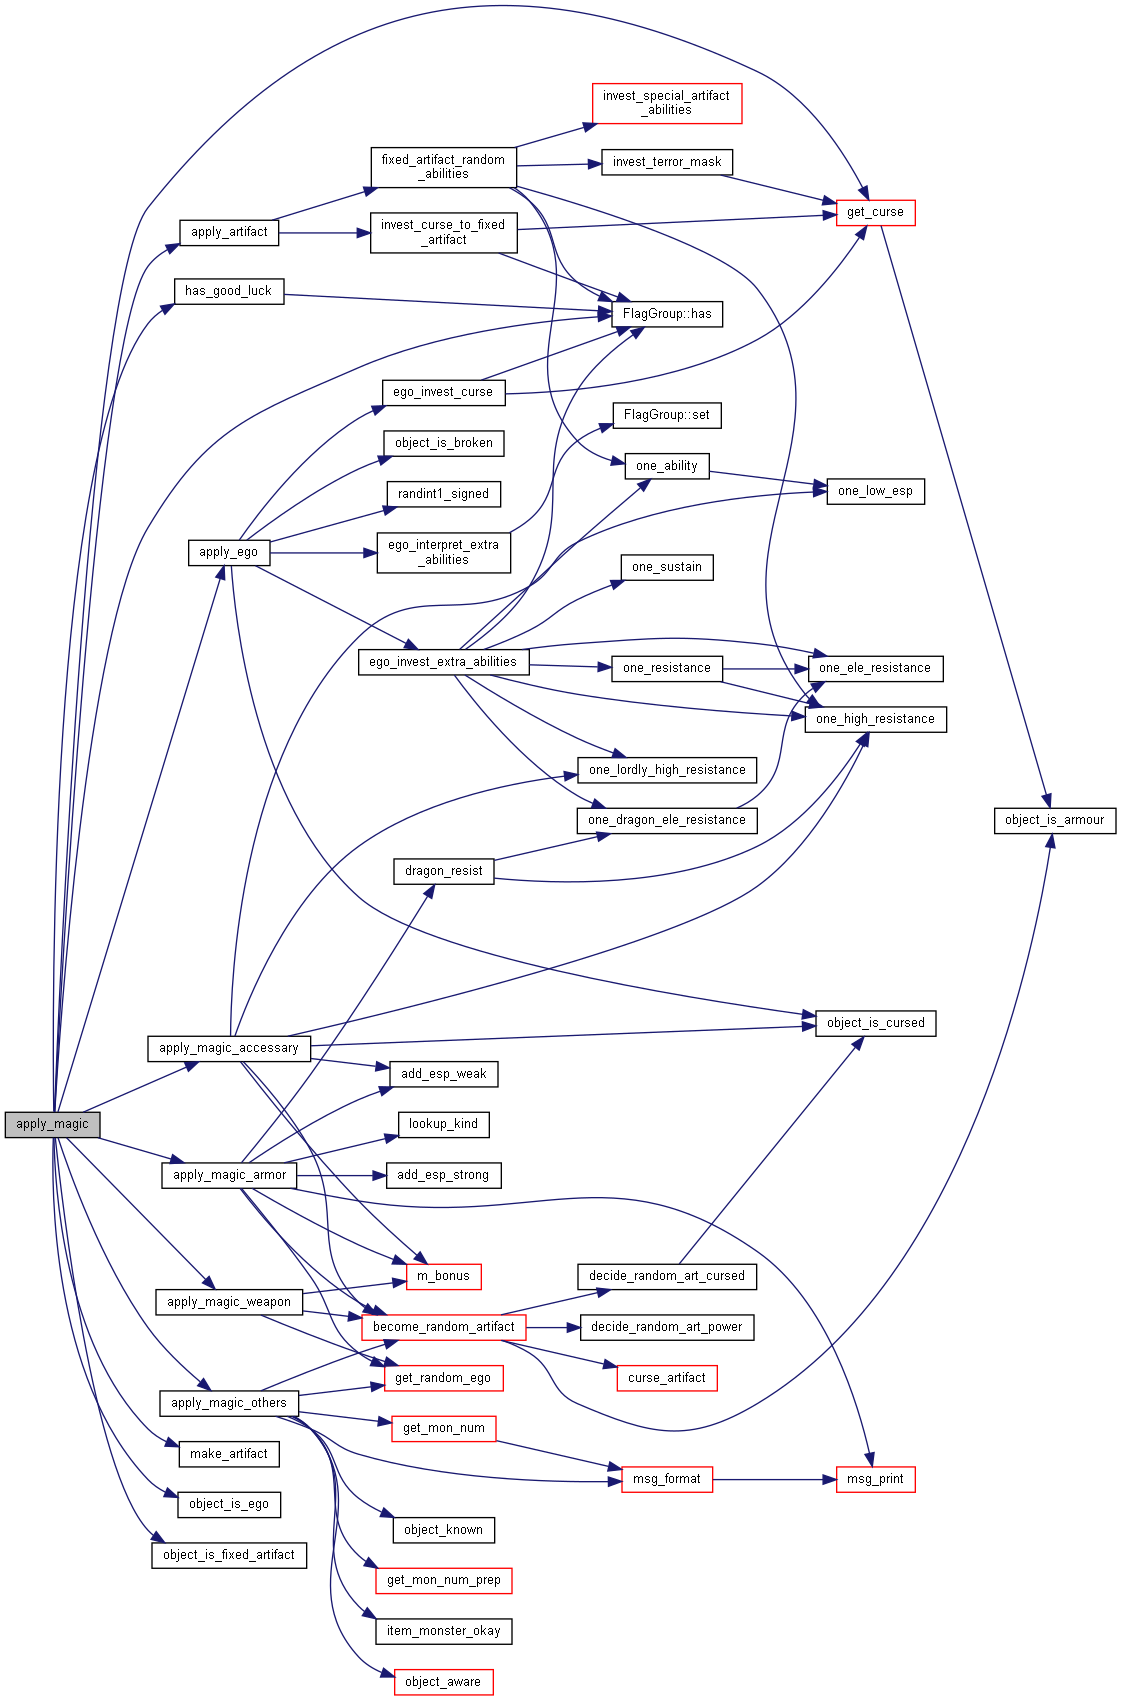 invest_special_artifact
_abilities
fixed_artifact_random
_abilities
invest_terror_mask
get_curse
apply_artifact
invest_curse_to_fixed
_artifact
has_good_luck
FlagGroup::has
ego_invest_curse
FlagGroup::set
object_is_broken
one_ability
one_low_esp
randint1_signed
apply_ego
ego_interpret_extra
_abilities
one_sustain
ego_invest_extra_abilities
one_resistance
one_ele_resistance
one_high_resistance
one_lordly_high_resistance
one_dragon_ele_resistance
object_is_armour
dragon_resist
object_is_cursed
apply_magic_accessary
add_esp_weak
apply_magic
lookup_kind
apply_magic_armor
add_esp_strong
m_bonus
decide_random_art_cursed
apply_magic_weapon
become_random_artifact
decide_random_art_power
get_random_ego
curse_artifact
apply_magic_others
get_mon_num
make_artifact
msg_format
msg_print
object_is_ego
object_known
object_is_fixed_artifact
get_mon_num_prep
item_monster_okay
object_aware